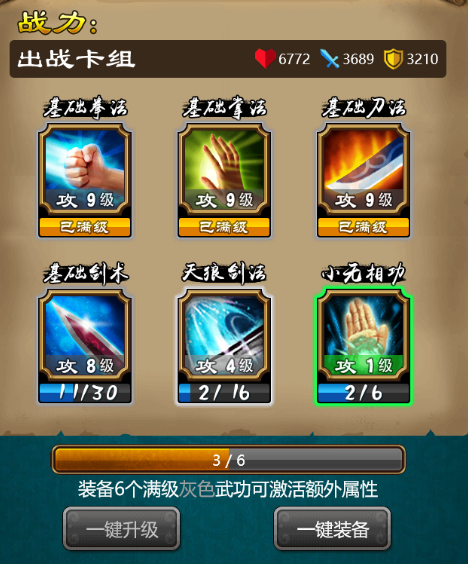 战力:
出战卡组 6772 3689 3210
基础拳法 基础掌法 基础刀法
攻 9级 攻 9级 攻 9级
已满级 已满级 已满级
基础剑术 天狼剑法 小无相功
攻 8级 攻 4级 攻 1级
11/30 2/16 2/6
3/6
装备6个满级灰色武功可激活额外属性
一键升级 一键装备